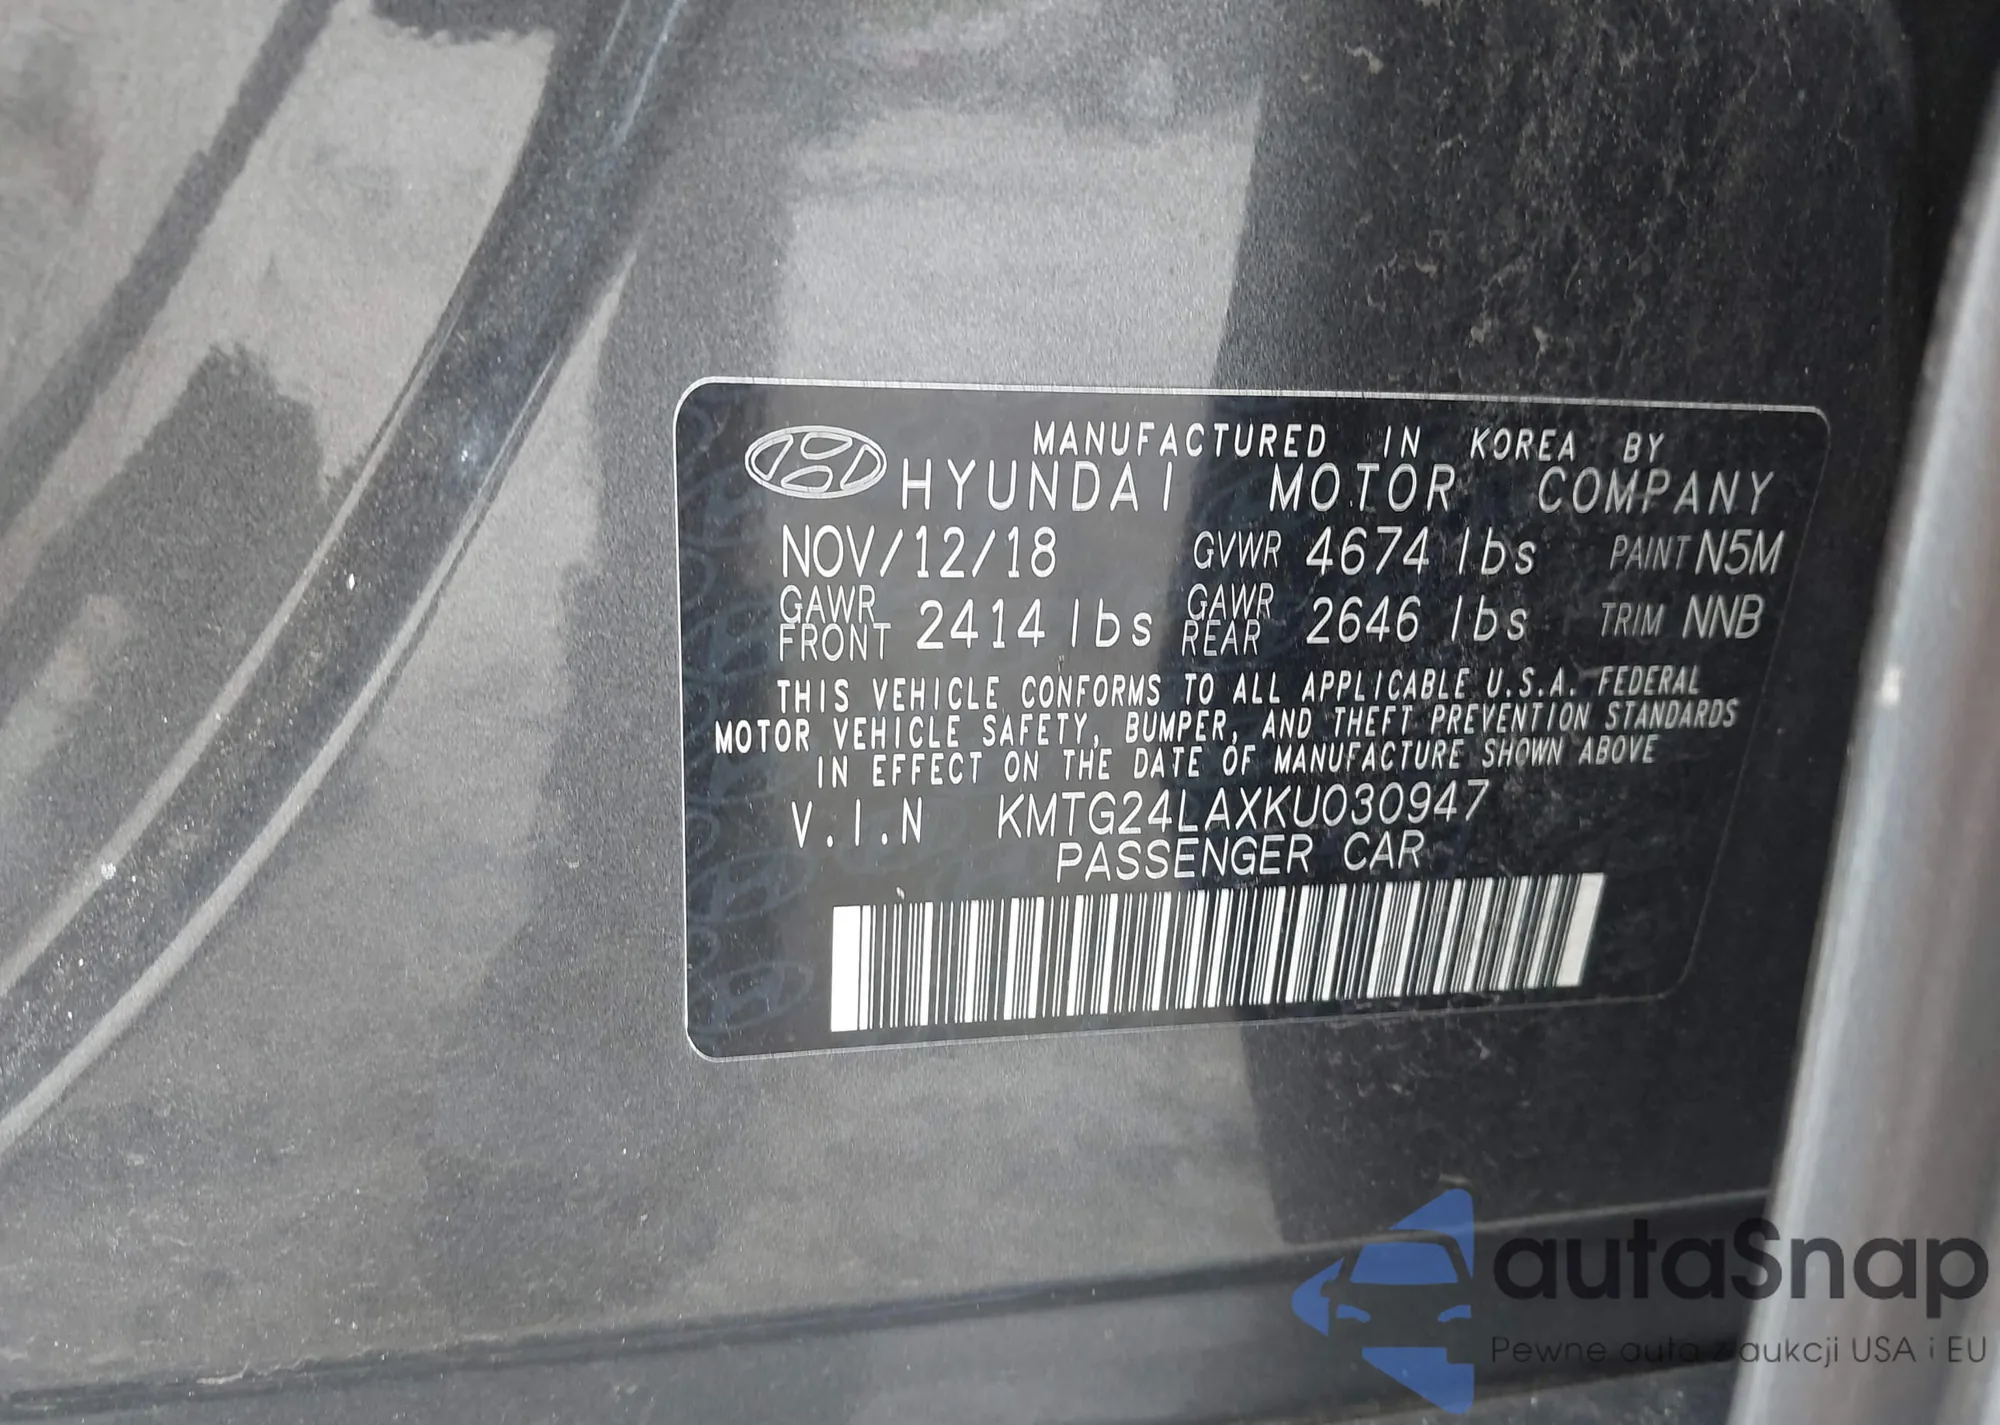 MANUFACTURED IN KOREA BY
HYUNDAI MOTOR COMPANY
NOV/12/18 GVWR 4674 lbs PAINT N5M
GAWR FRONT 2414 lbs GAWR REAR 2646 lbs TRIM NNB
THIS VEHICLE CONFORMS TO ALL APPLICABLE U.S.A. FEDERAL
MOTOR VEHICLE SAFETY, BUMPER, AND THEFT PREVENTION STANDARDS
IN EFFECT ON THE DATE OF MANUFACTURE SHOWN ABOVE
V.I.N KMTG24LAXKU030947
PASSENGER CAR
autaSnap
Pewne auta z aukcji USA i EU